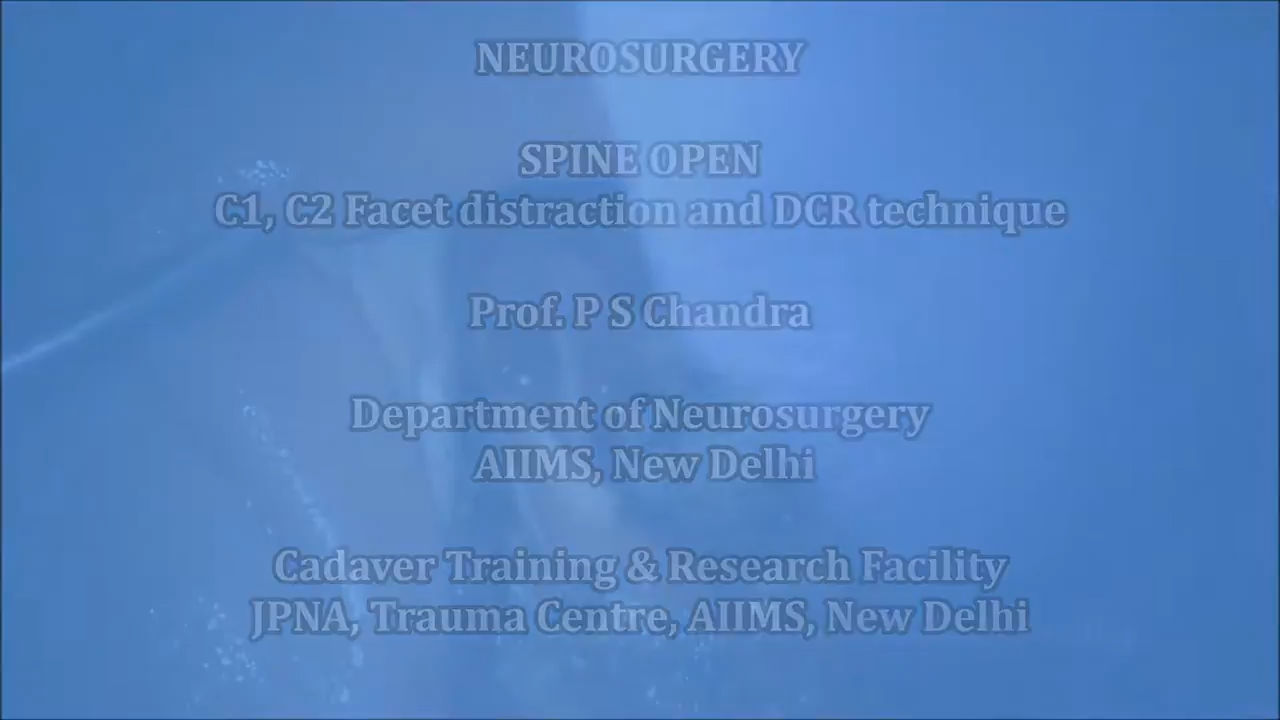 NEUROSURGERY
SPINE OPEN
C1, C2 Facet distraction and DCR technique
Prof. P S Chandra
Department of Neurosurgery
AIIMS, New Delhi
Cadaver Training & Research Facility
JPNA, Trauma Centre, AIIMS, New Delhi